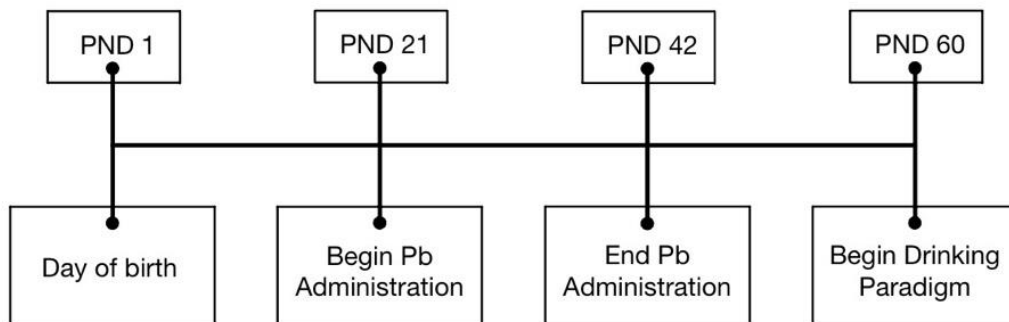 PND 1
PND 21
PND 42
PND 60
Day of birth
Begin Pb
Administration
End Pb
Administration
Begin Drinking
Paradigm